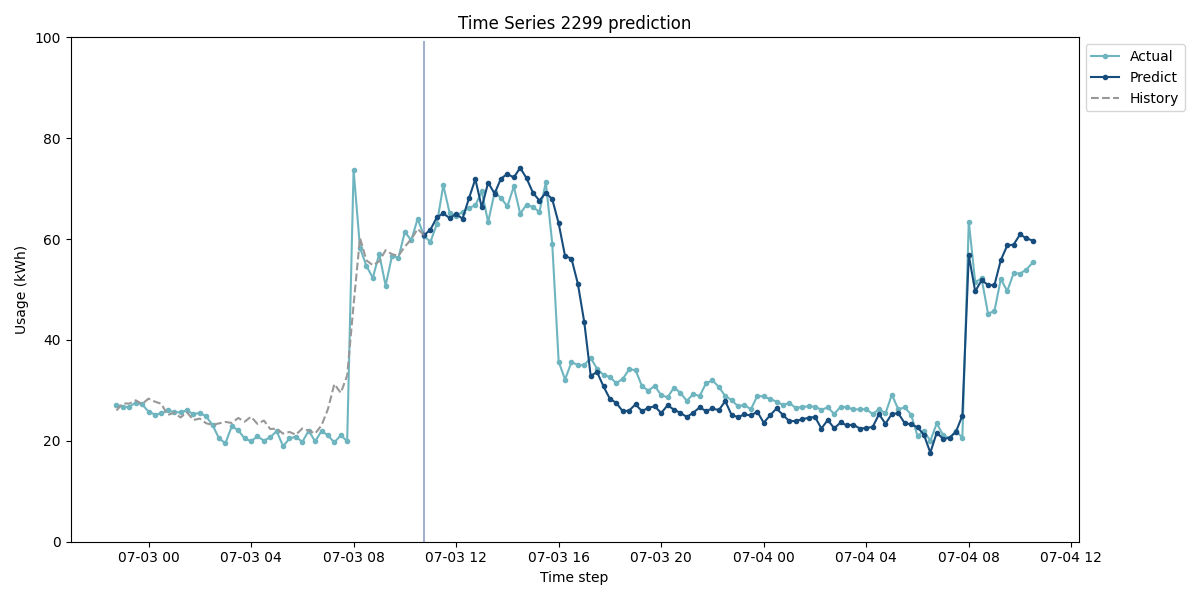 Time Series 2299 prediction
100
80
60
40
20
0
Usage (kWh)
07-03 00
07-03 04
07-03 08
07-03 12
07-03 16
07-03 20
07-04 00
07-04 04
07-04 08
07-04 12
Time step
Actual
Predict
History